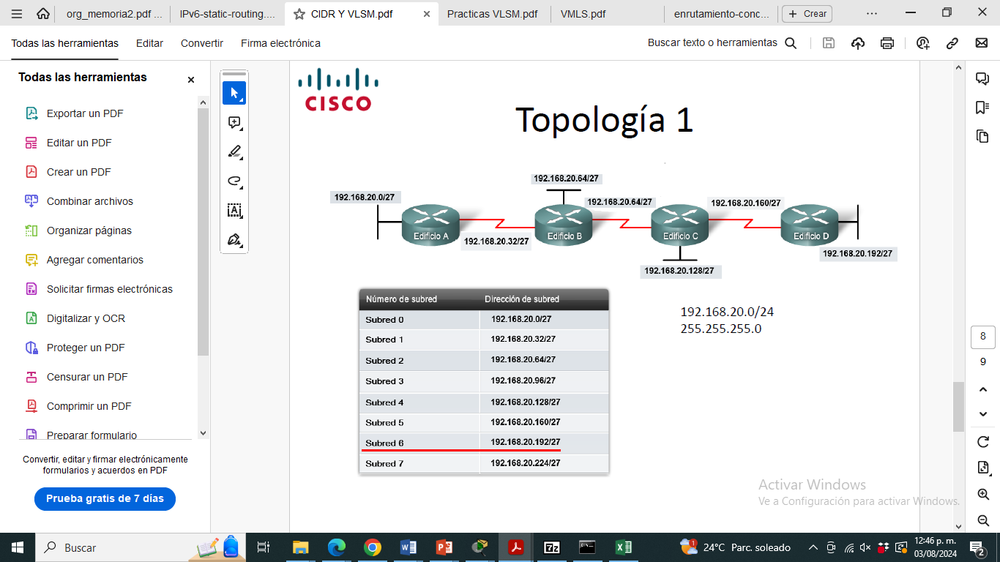 org_memoria2.pdf ...
IPv6-static-routing....
CIDR Y VLSM.pdf
Practicas VLSM.pdf
VMLS.pdf
enrutamiento-conc...
Crear
Todas las herramientas
Editar
Convertir
Firma electrónica
Buscar texto o herramientas
Todas las herramientas
Exportar un PDF
Editar un PDF
Crear un PDF
Combinar archivos
Organizar páginas
Agregar comentarios
Solicitar firmas electrónicas
Digitalizar y OCR
Proteger un PDF
Censurar un PDF
Comprimir un PDF
Preparar formulario
Convertir, editar y firmar electrónicamente
formularios y acuerdos en PDF
Prueba gratis de 7 días
CISCO
Topología 1
192.168.20.64/27
192.168.20.0/27
192.168.20.64/27
192.168.20.160/27
Edificio A
Edificio B
Edificio C
Edificio D
192.168.20.32/27
192.168.20.192/27
192.168.20.128/27
Número de subred Dirección de subred
Subred 0 192.168.20.0/27
Subred 1 192.168.20.32/27
Subred 2 192.168.20.64/27
Subred 3 192.168.20.96/27
Subred 4 192.168.20.128/27
Subred 5 192.168.20.160/27
Subred 6 192.168.20.192/27
Subred 7 192.168.20.224/27
192.168.20.0/24
255.255.255.0
8
9
Activar Windows
Ve a Configuración para activar Windows.
Buscar
24°C Parc. soleado
12:46 p. m.
03/08/2024
2